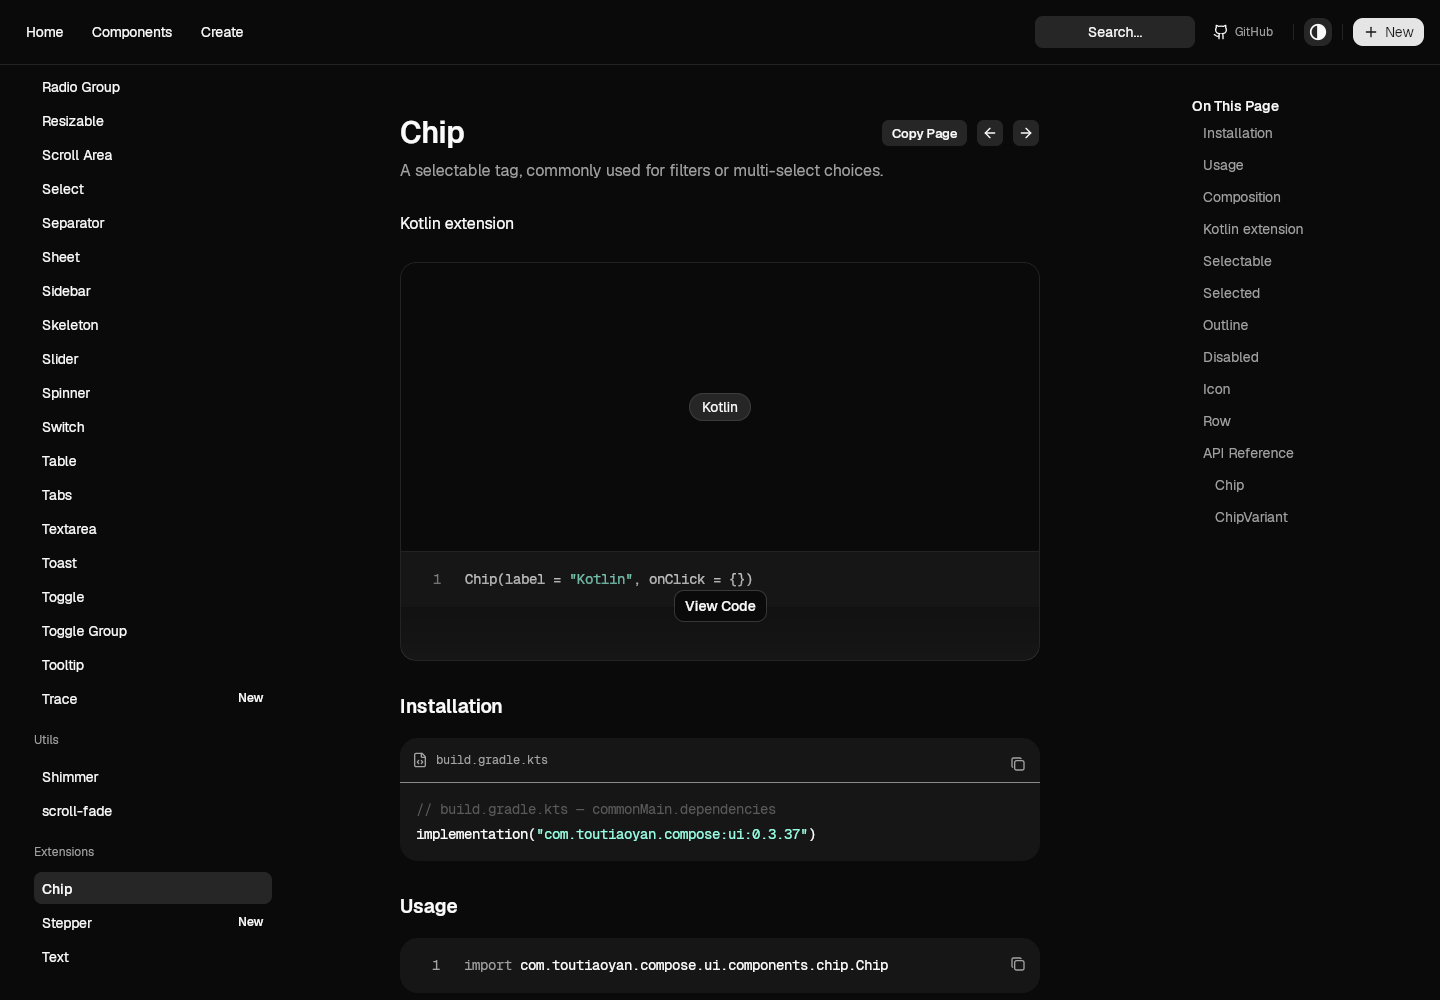 Home
Components
Create
Search...
GitHub
New
Radio Group
Resizable
Scroll Area
Select
Separator
Sheet
Sidebar
Skeleton
Slider
Spinner
Switch
Table
Tabs
Textarea
Toast
Toggle
Toggle Group
Tooltip
Trace New
Utils
Shimmer
scroll-fade
Extensions
Chip
Stepper New
Text
Chip
Copy Page
A selectable tag, commonly used for filters or multi-select choices.
Kotlin extension
Kotlin
1 Chip(label = "Kotlin", onClick = {})
View Code
Installation
build.gradle.kts
// build.gradle.kts — commonMain.dependencies
implementation("com.toutiaoyan.compose:ui:0.3.37")
Usage
1 import com.toutiaoyan.compose.ui.components.chip.Chip
On This Page
Installation
Usage
Composition
Kotlin extension
Selectable
Selected
Outline
Disabled
Icon
Row
API Reference
Chip
ChipVariant